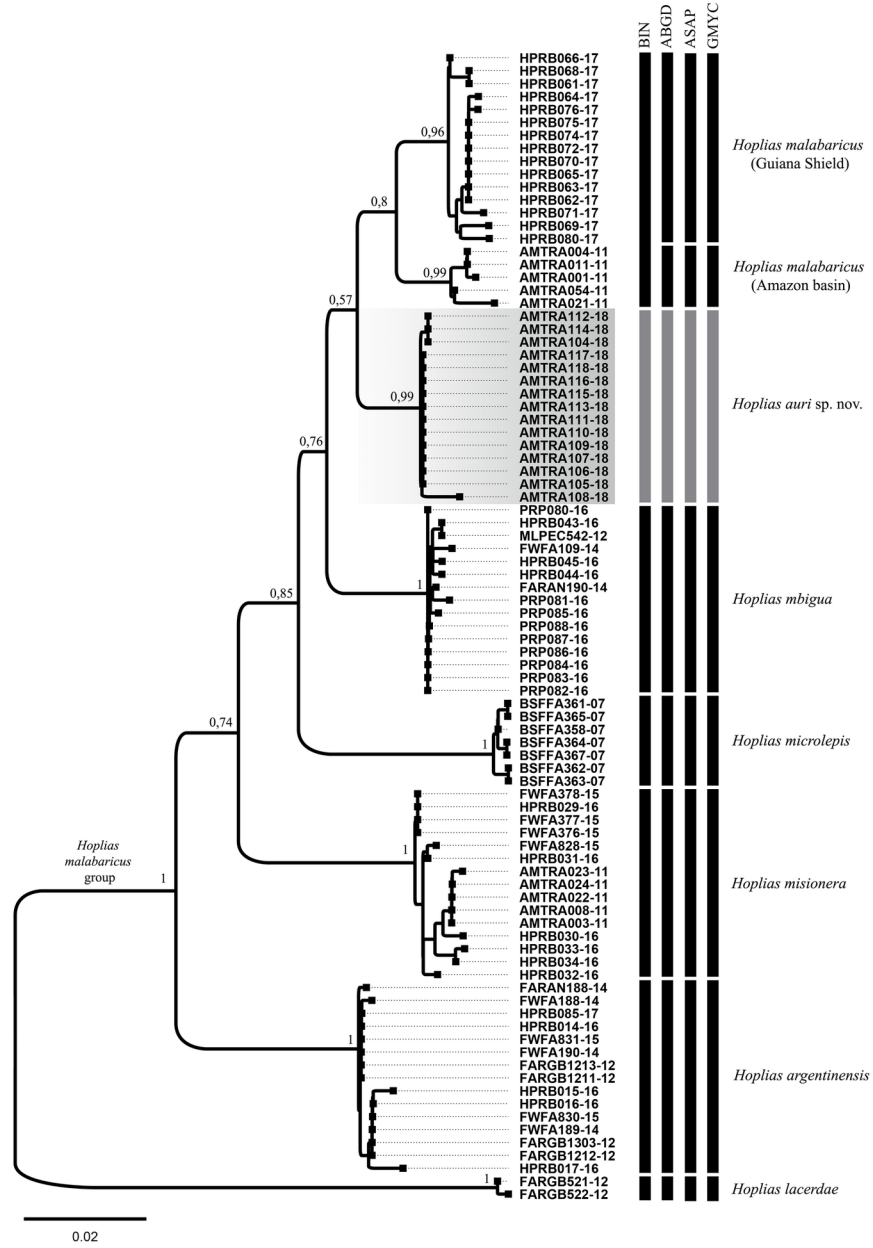 BIN
ABGD
ASAP
GMYC
HPRB066-17
HPRB068-17
HPRB061-17
HPRB064-17
HPRB076-17
HPRB075-17
HPRB074-17
HPRB072-17
HPRB070-17
HPRB065-17
HPRB063-17
HPRB062-17
HPRB071-17
HPRB069-17
HPRB080-17
0,96
Hoplias malabaricus
(Guiana Shield)
0,8
AMTRA004-11
AMTRA011-11
AMTRA001-11
AMTRA054-11
AMTRA021-11
0,99
Hoplias malabaricus
(Amazon basin)
0,57
AMTRA112-18
AMTRA114-18
AMTRA104-18
AMTRA117-18
AMTRA118-18
AMTRA116-18
AMTRA115-18
AMTRA113-18
AMTRA111-18
AMTRA110-18
AMTRA109-18
AMTRA107-18
AMTRA106-18
AMTRA105-18
AMTRA108-18
0,99
Hoplias auri sp. nov.
0,76
PRP080-16
HPRB043-16
MLPEC542-12
FWFA109-14
HPRB045-16
HPRB044-16
FARAN190-14
PRP081-16
PRP085-16
PRP088-16
PRP087-16
PRP086-16
PRP084-16
PRP083-16
PRP082-16
1
Hoplias mbigua
0,85
BSFFA361-07
BSFFA365-07
BSFFA358-07
BSFFA364-07
BSFFA367-07
BSFFA362-07
BSFFA363-07
1
Hoplias microlepis
0,74
FWFA378-15
HPRB029-16
FWFA377-15
FWFA376-15
FWFA828-15
HPRB031-16
AMTRA023-11
AMTRA024-11
AMTRA022-11
AMTRA008-11
AMTRA003-11
HPRB030-16
HPRB033-16
HPRB034-16
HPRB032-16
1
Hoplias misionera
Hoplias
malabaricus
group
1
FARAN188-14
FWFA188-14
HPRB085-17
HPRB014-16
FWFA831-15
FWFA190-14
FARGB1213-12
FARGB1211-12
HPRB015-16
HPRB016-16
FWFA830-15
FWFA189-14
FARGB1303-12
FARGB1212-12
HPRB017-16
1
Hoplias argentinensis
FARGB521-12
FARGB522-12
1
Hoplias lacerdae
0.02